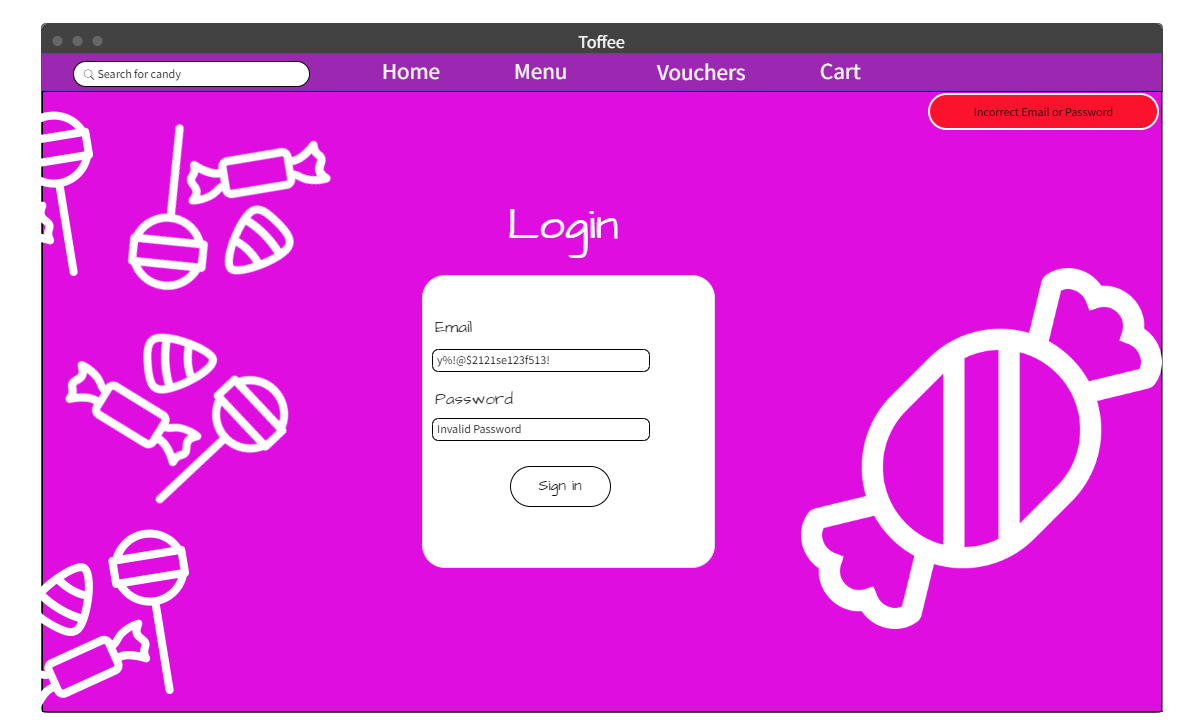 Toffee
Search for candy
Home
Menu
Vouchers
Cart
Incorrect Email or Password
Login
Email
y%!@$2121se123f513!
Password
Invalid Password
Sign in